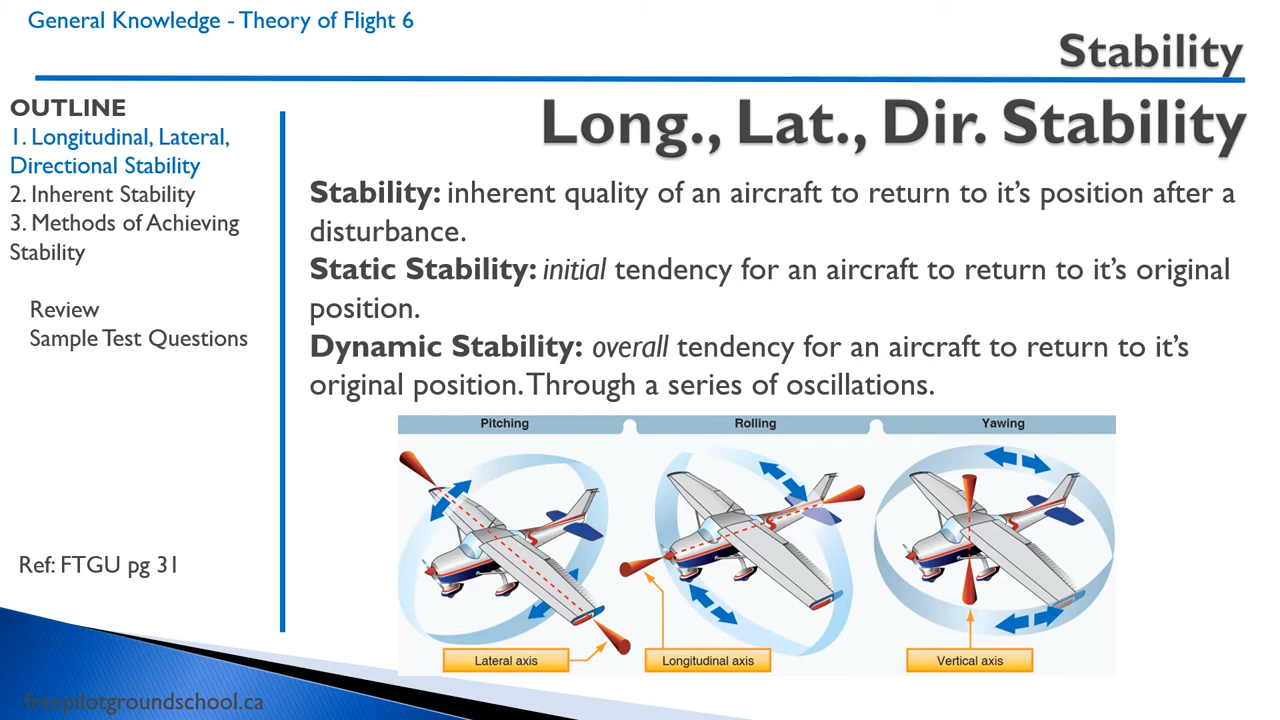 General Knowledge - Theory of Flight 6
Stability
OUTLINE
1. Longitudinal, Lateral,
Directional Stability
2. Inherent Stability
3. Methods of Achieving
Stability
Review
Sample Test Questions
Ref: FTGU pg 31
freepilotgroundschool.ca
Long., Lat., Dir. Stability
Stability: inherent quality of an aircraft to return to it's position after a
disturbance.
Static Stability: initial tendency for an aircraft to return to it's original
position.
Dynamic Stability: overall tendency for an aircraft to return to it's
original position. Through a series of oscillations.
Pitching
Rolling
Yawing
Lateral axis
Longitudinal axis
Vertical axis